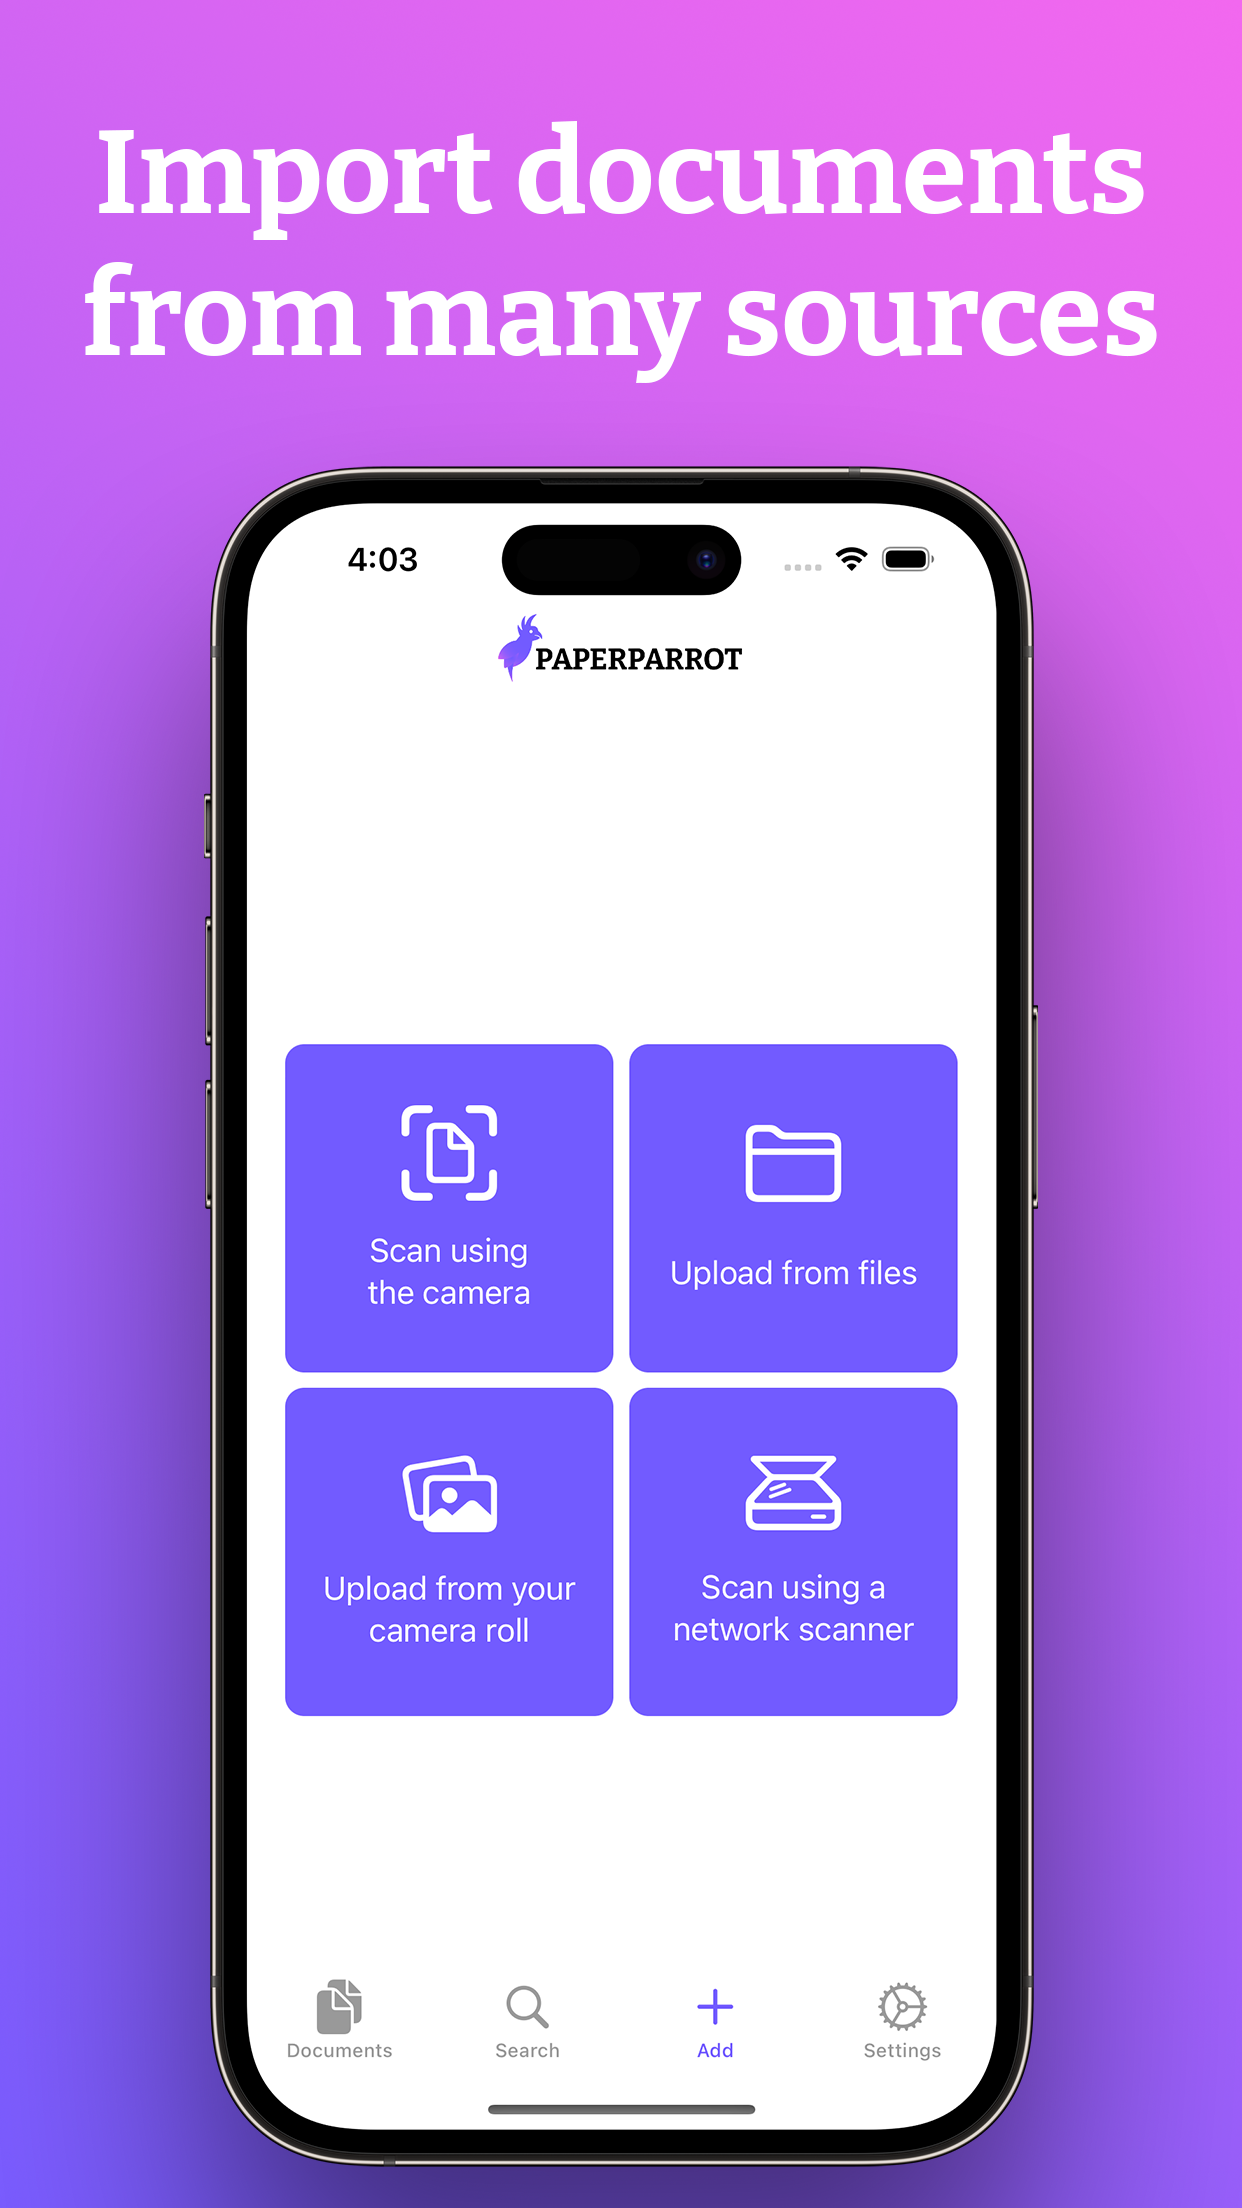 Import documents
from many sources
4:03
PAPERPARROT
Scan using
the camera
Upload from files
Upload from your
camera roll
Scan using a
network scanner
Documents
Search
Add
Settings